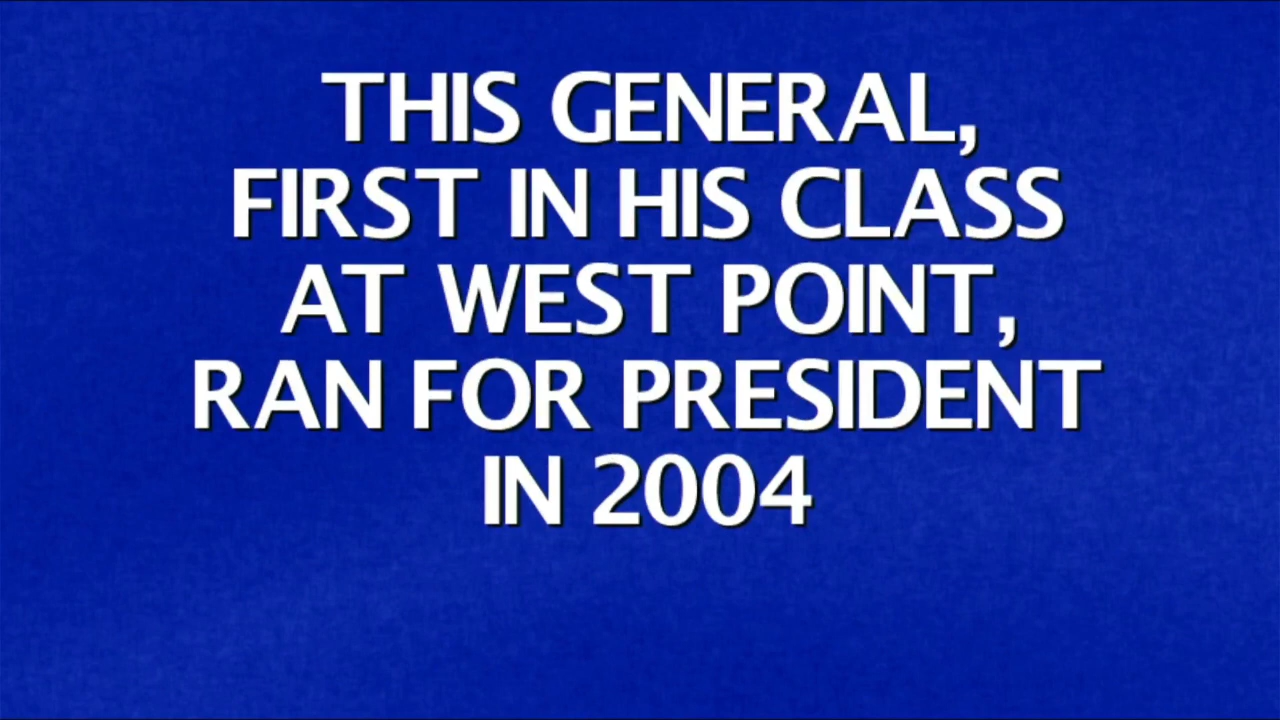 THIS GENERAL,
FIRST IN HIS CLASS
AT WEST POINT,
RAN FOR PRESIDENT
IN 2004